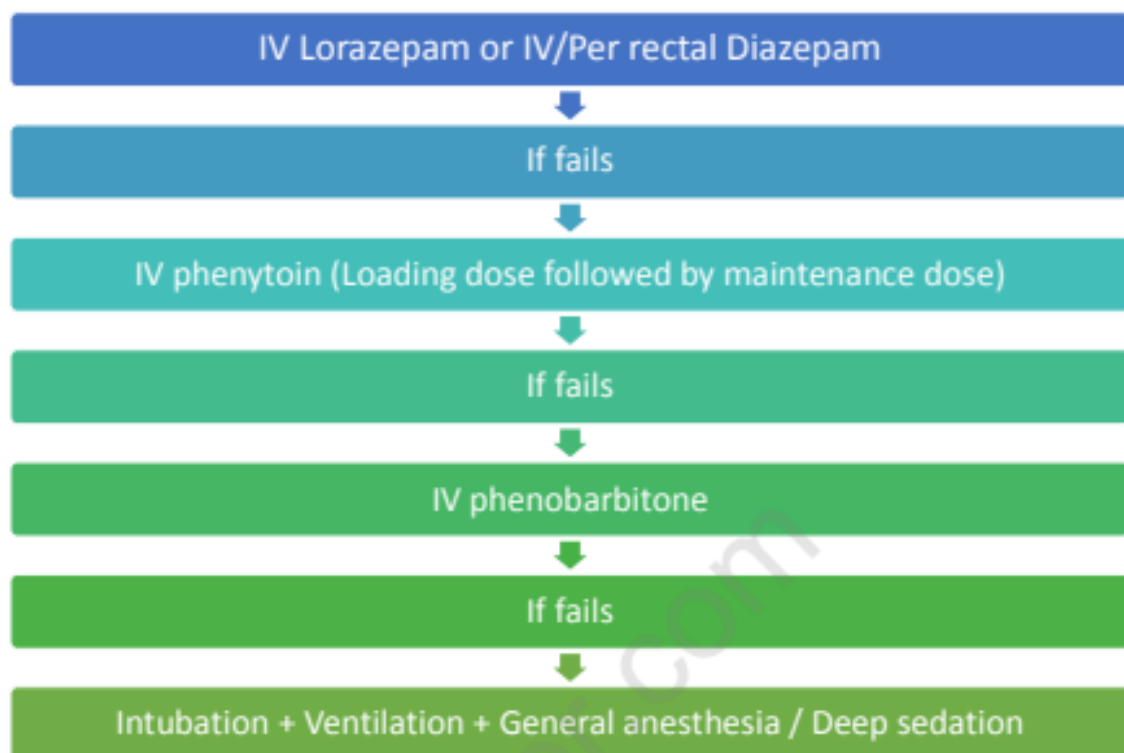 IV Lorazepam or IV/Per rectal Diazepam
If fails
IV phenytoin (Loading dose followed by maintenance dose)
If fails
IV phenobarbitone
If fails
Intubation + Ventilation + General anesthesia / Deep sedation
com